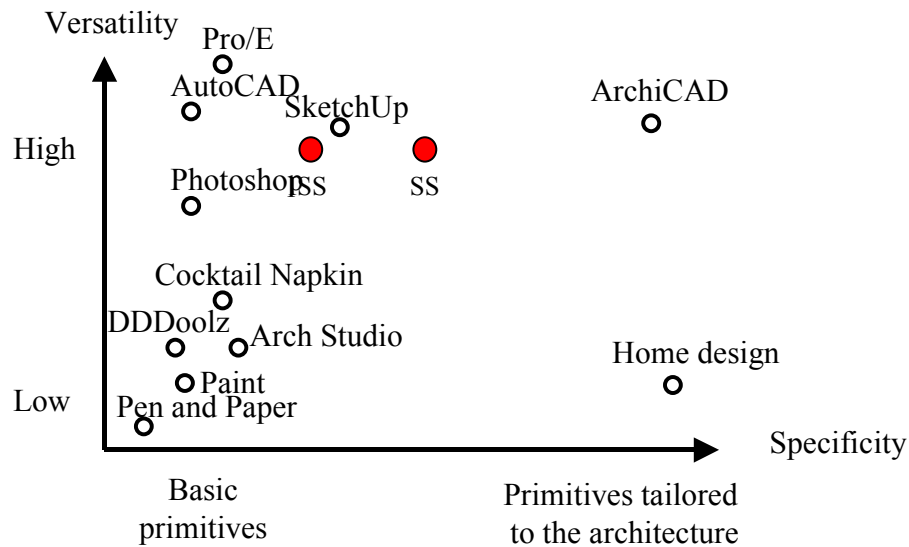 Versatility
Pro/E
AutoCAD
SketchUp
ArchiCAD
High
Photoshop
ISS
SS
Cocktail Napkin
DDDoolz
Arch Studio
Home design
Paint
Low
Pen and Paper
Specificity
Basic
primitives
Primitives tailored
to the architecture